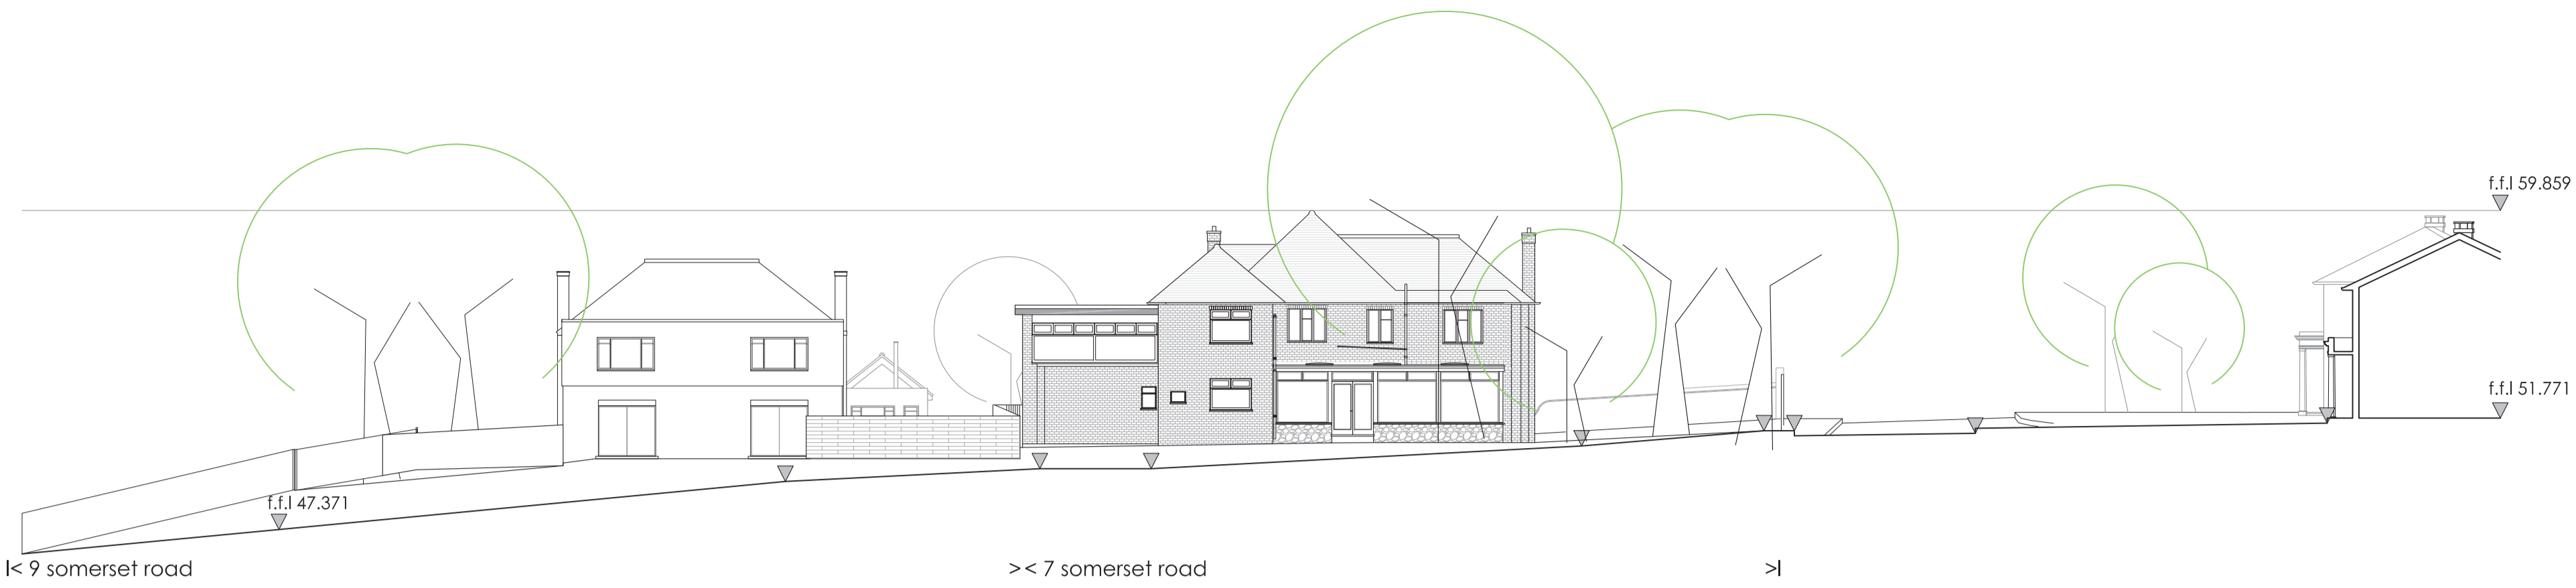 f.f.l 59.859
f.f.l 51.771
f.f.l 47.371
l< 9 somerset road
> < 7 somerset road
>l